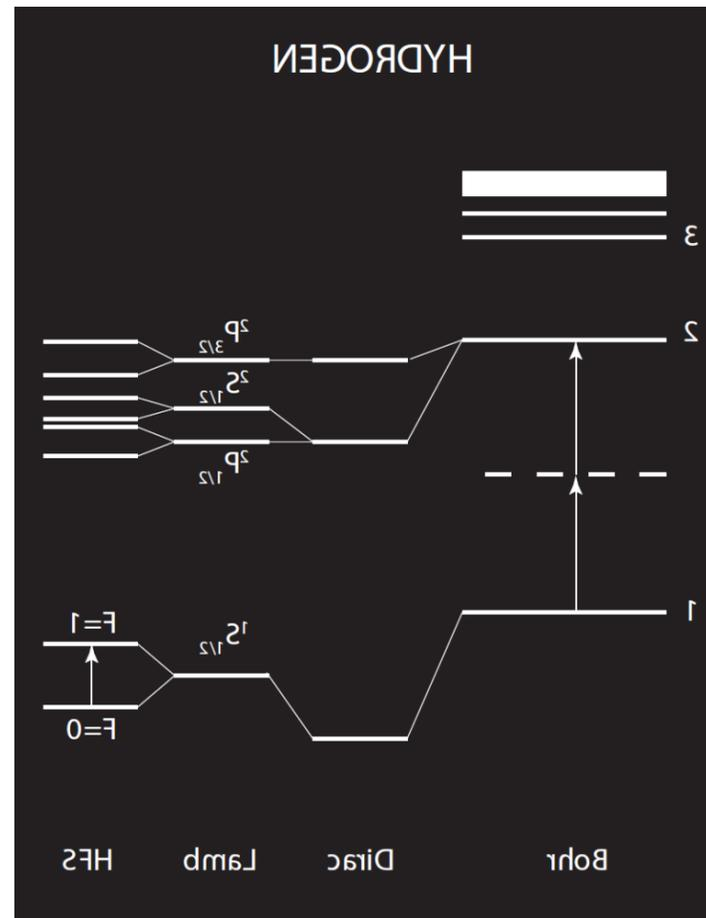 HYDROGEN
3
2
2P3/2
2S1/2
2P1/2
1
1S1/2
F=1
F=0
Bohr Dirac Lamb HFS